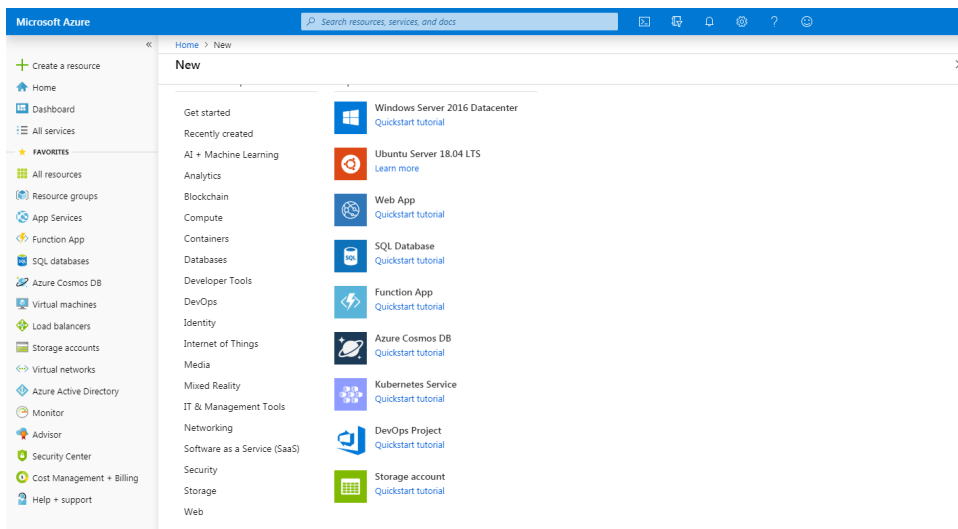 Microsoft Azure
Search resources, services, and docs
«
Home > New
New
Create a resource
Home
Dashboard
All services
FAVORITES
All resources
Resource groups
App Services
Function App
SQL databases
Azure Cosmos DB
Virtual machines
Load balancers
Storage accounts
Virtual networks
Azure Active Directory
Monitor
Advisor
Security Center
Cost Management + Billing
Help + support
Get started
Recently created
AI + Machine Learning
Analytics
Blockchain
Compute
Containers
Databases
Developer Tools
DevOps
Identity
Internet of Things
Media
Mixed Reality
IT & Management Tools
Networking
Software as a Service (SaaS)
Security
Storage
Web
Windows Server 2016 Datacenter
Quickstart tutorial
Ubuntu Server 18.04 LTS
Learn more
Web App
Quickstart tutorial
SQL
SQL Database
Quickstart tutorial
Function App
Quickstart tutorial
Azure Cosmos DB
Quickstart tutorial
Kubernetes Service
Quickstart tutorial
DevOps Project
Quickstart tutorial
Storage account
Quickstart tutorial